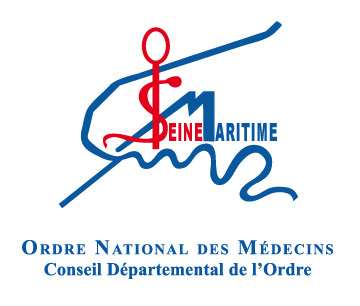 SEINE MARITIME
ORDRE NATIONAL DES MÉDECINS
Conseil Départemental de l'Ordre